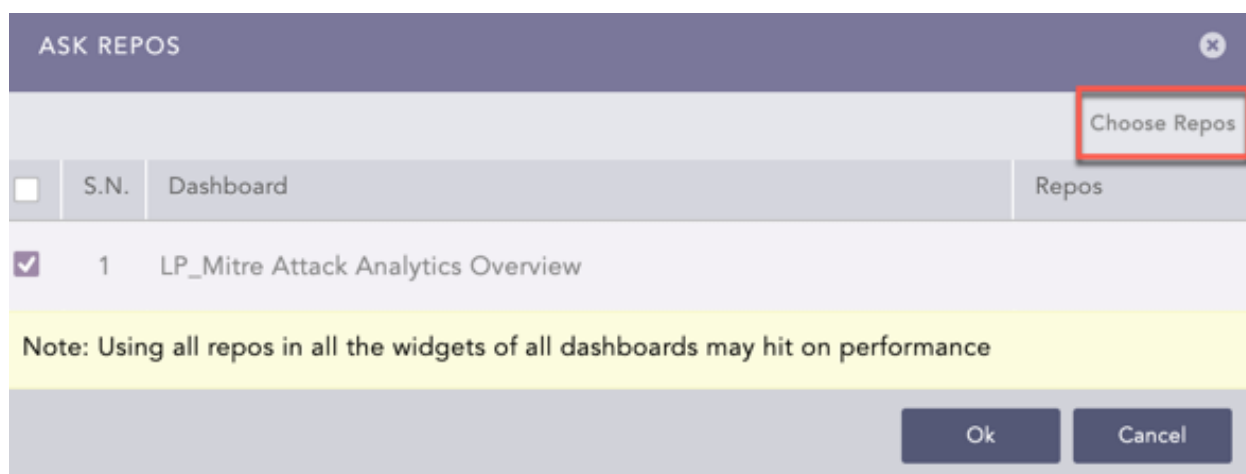 ASK REPOS
Choose Repos
S.N. Dashboard Repos
1 LP_Mitre Attack Analytics Overview
Note: Using all repos in all the widgets of all dashboards may hit on performance
Ok Cancel